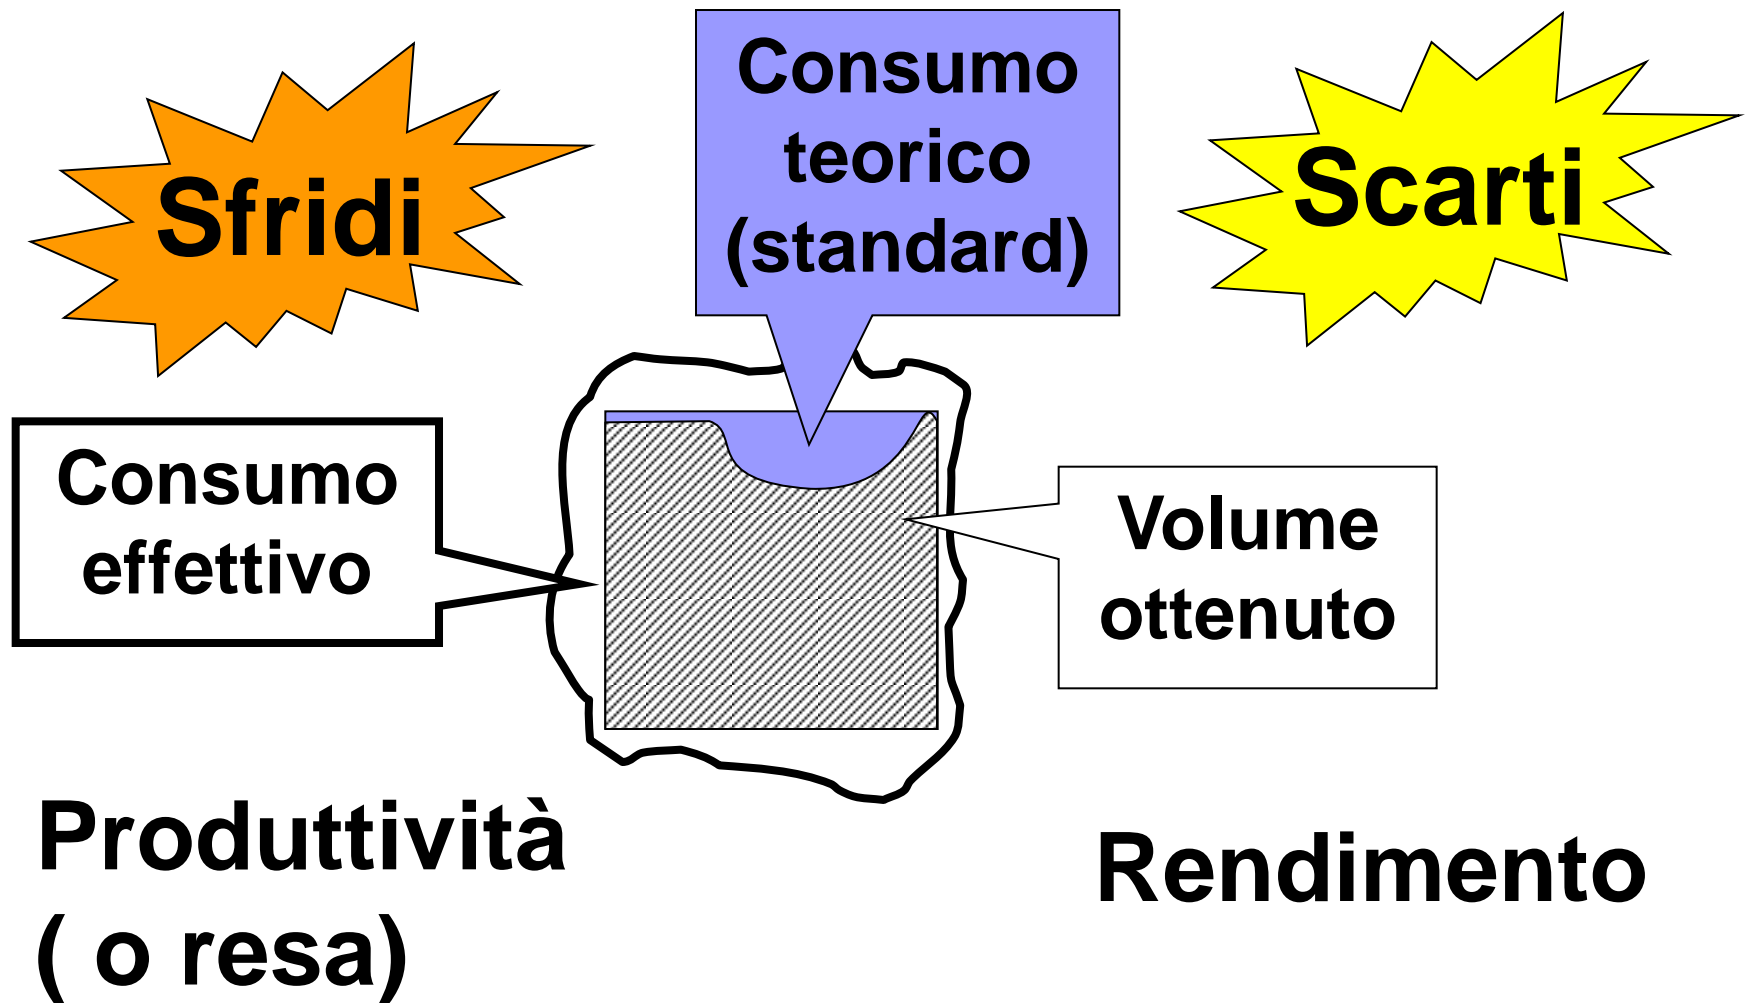 Sfridi
Consumo
teorico
(standard)
Scarti
Consumo
effettivo
Volume
ottenuto
Produttività
( o resa)
Rendimento